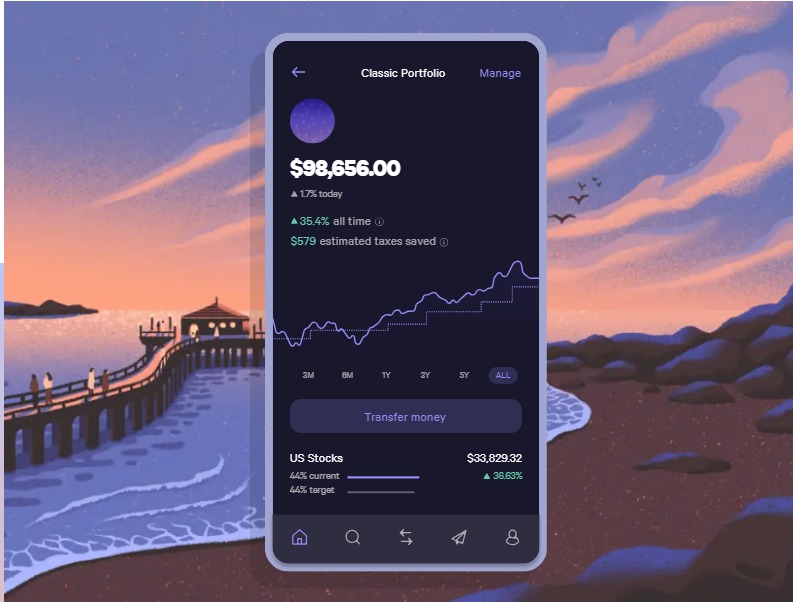 Classic Portfolio Manage
$98,656.00
▲ 1.7% today
▲ 35.4% all time
$579 estimated taxes saved
3M 6M 1Y 3Y 5Y ALL
Transfer money
US Stocks $33,829.32
44% current ▲ 36.63%
44% target